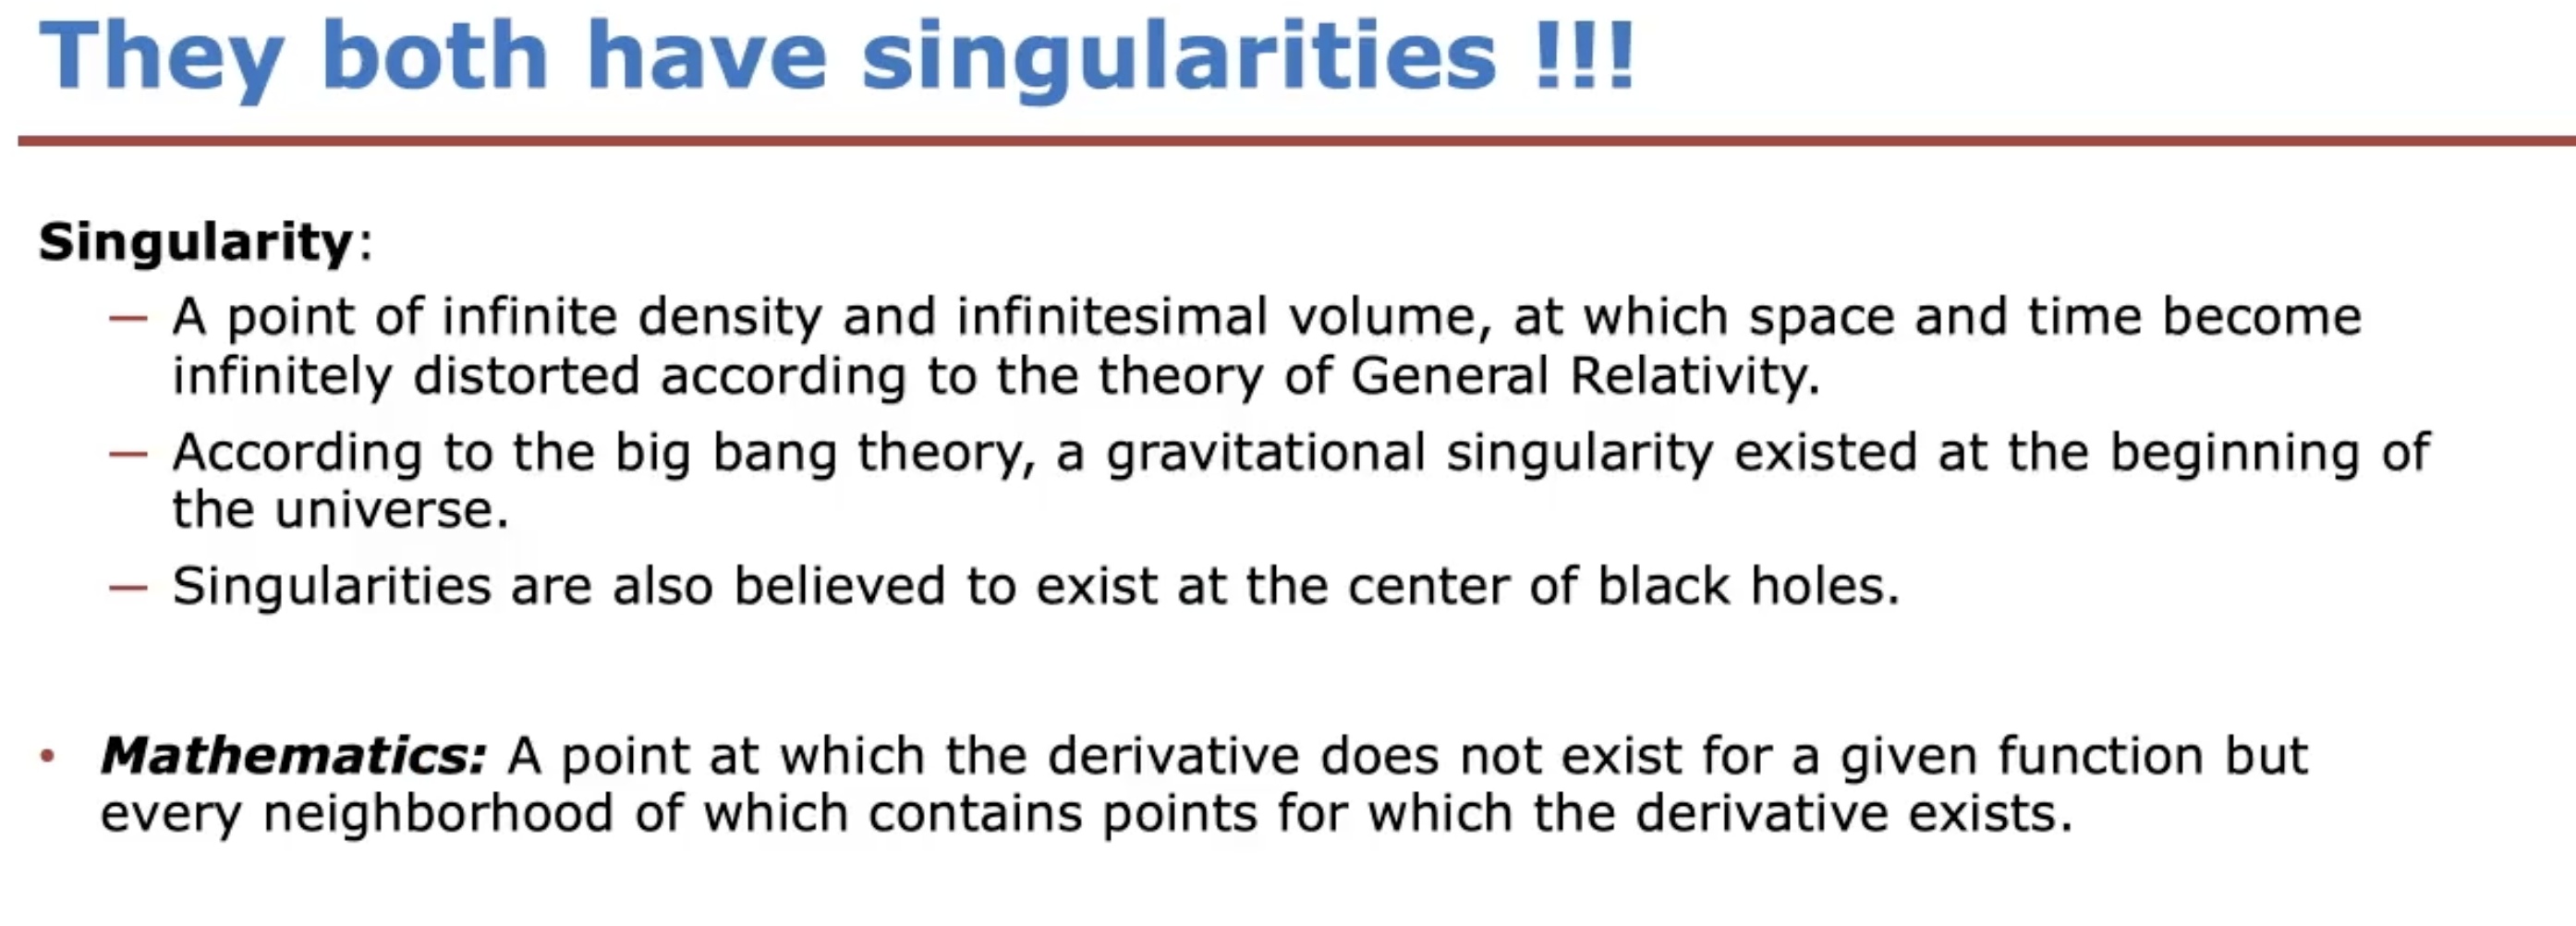 They both have singularities !!!
Singularity:
— A point of infinite density and infinitesimal volume, at which space and time become
infinitely distorted according to the theory of General Relativity.
— According to the big bang theory, a gravitational singularity existed at the beginning of
the universe.
— Singularities are also believed to exist at the center of black holes.
• Mathematics: A point at which the derivative does not exist for a given function but
every neighborhood of which contains points for which the derivative exists.